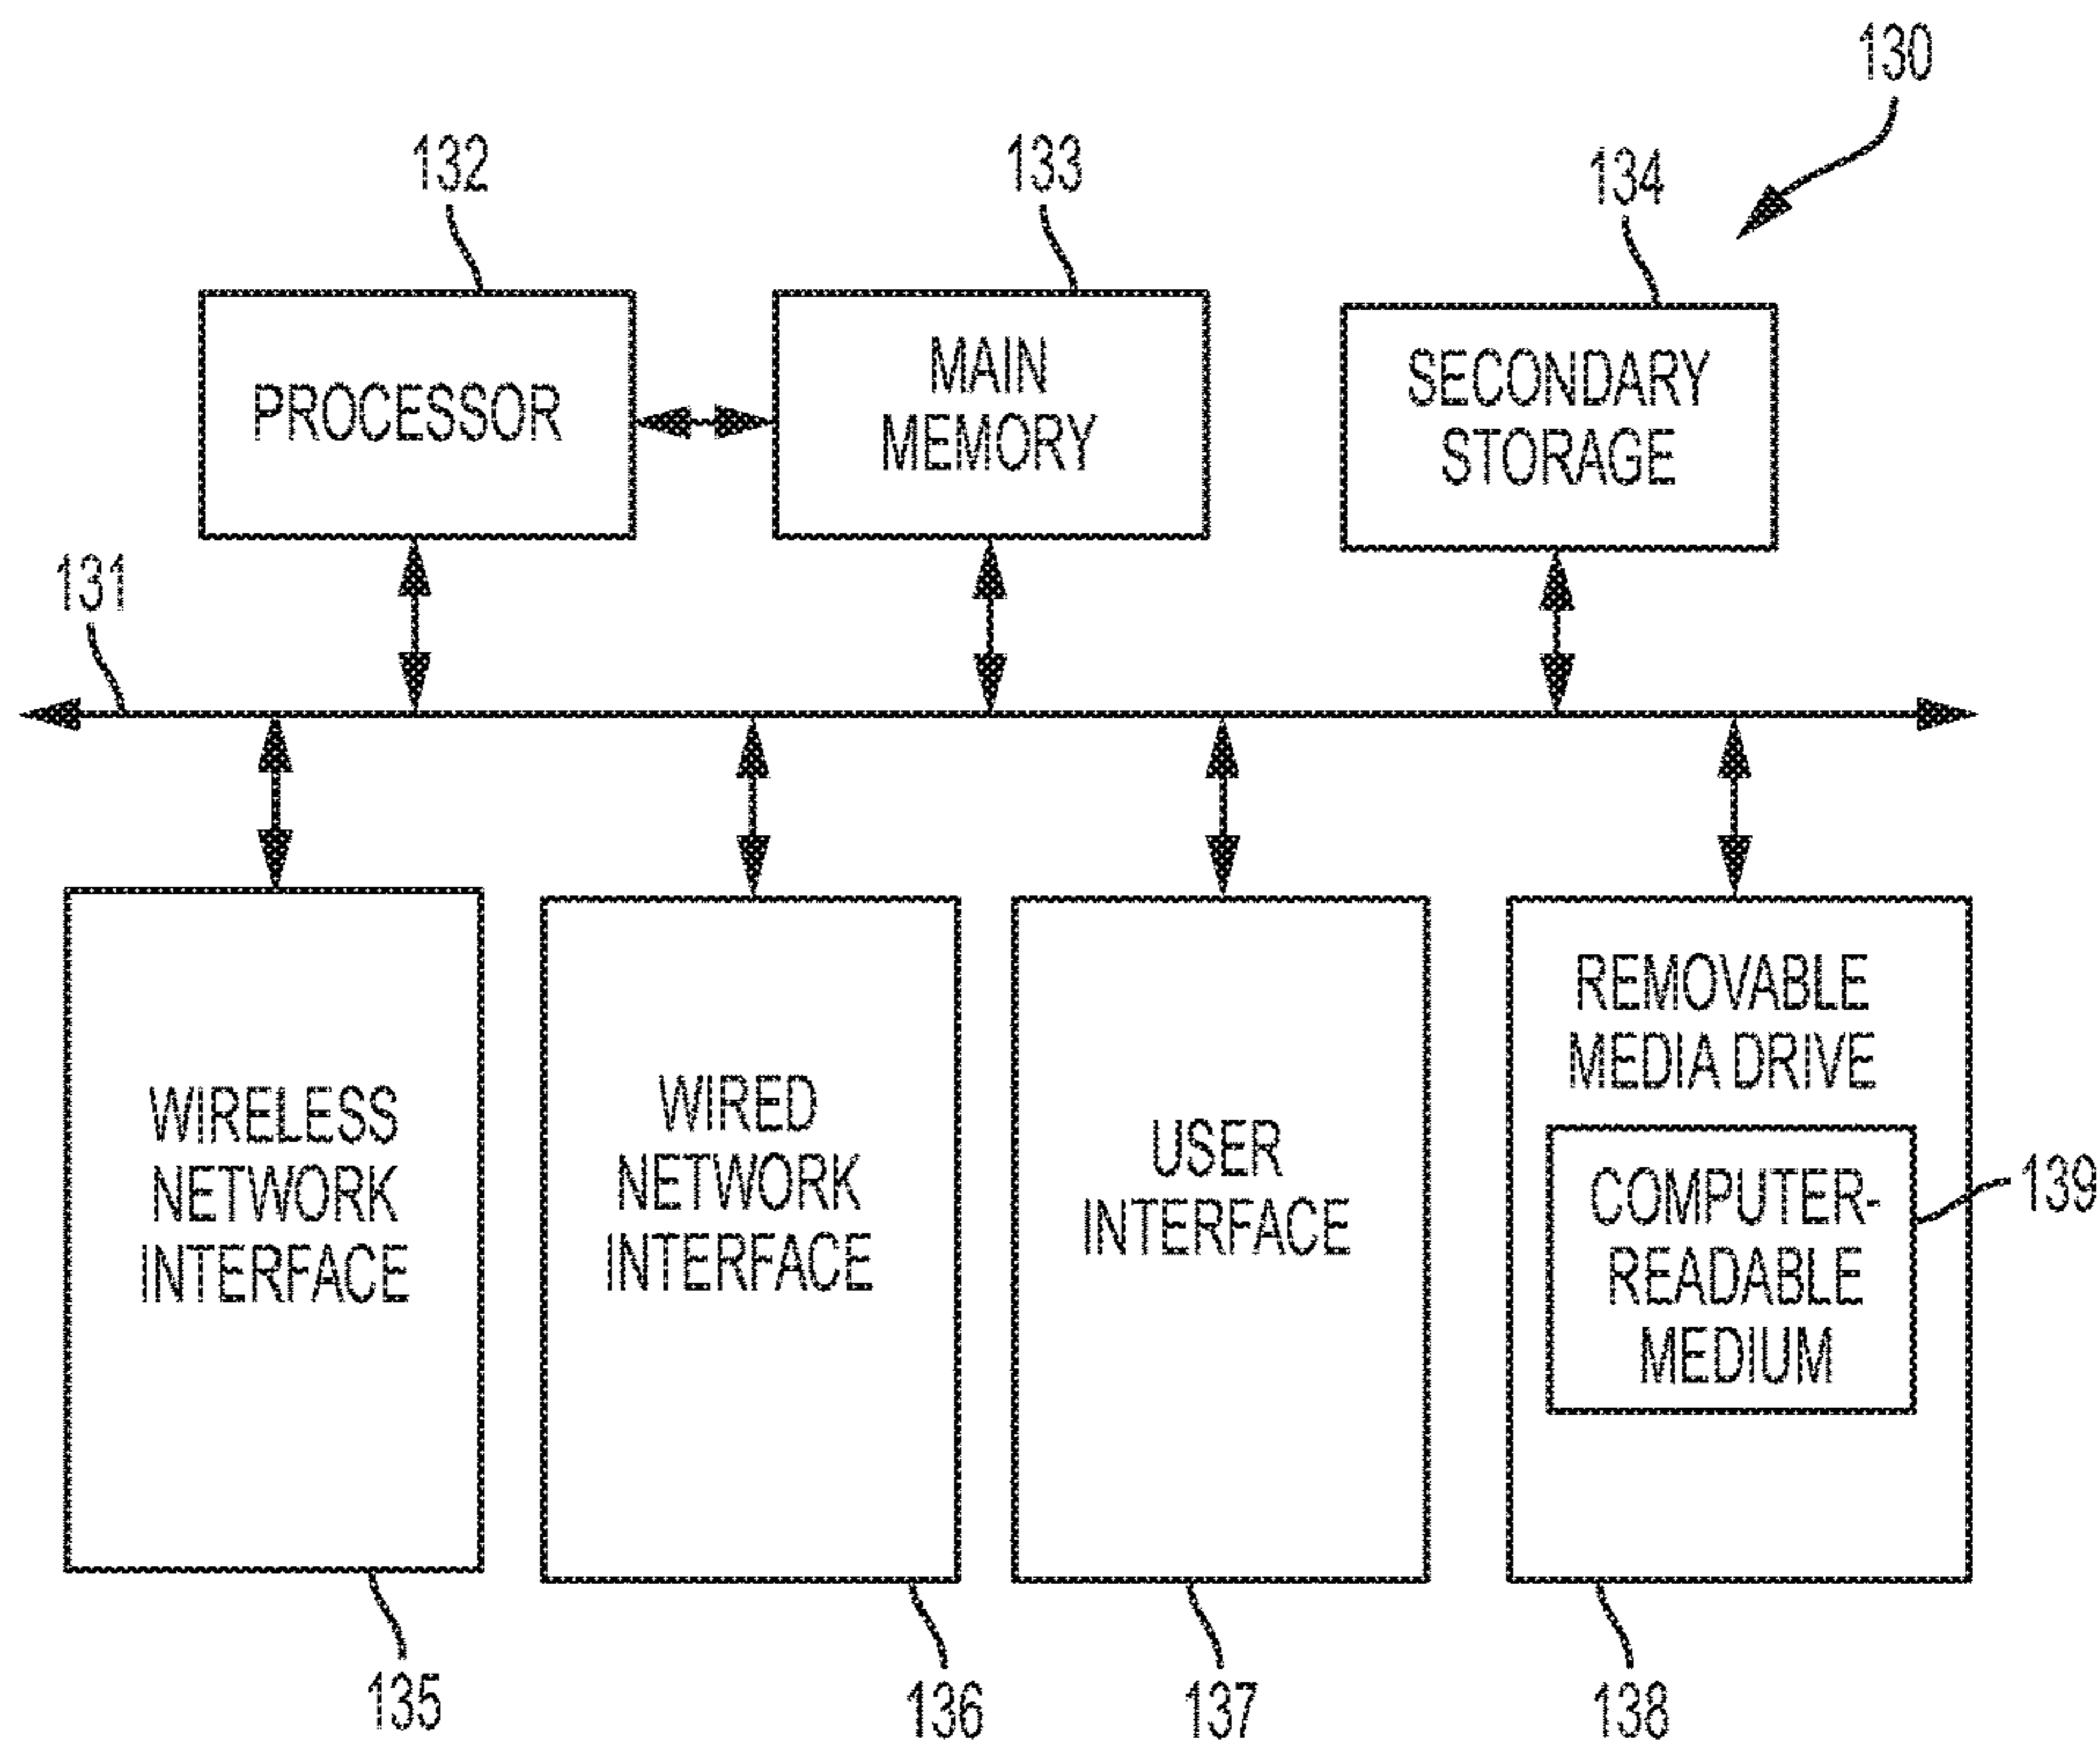 130
132
133
134
PROCESSOR
MAIN
MEMORY
SECONDARY
STORAGE
131
WIRELESS
NETWORK
INTERFACE
WIRED
NETWORK
INTERFACE
USER
INTERFACE
REMOVABLE
MEDIA DRIVE
COMPUTER-
READABLE
MEDIUM
139
135
136
137
138